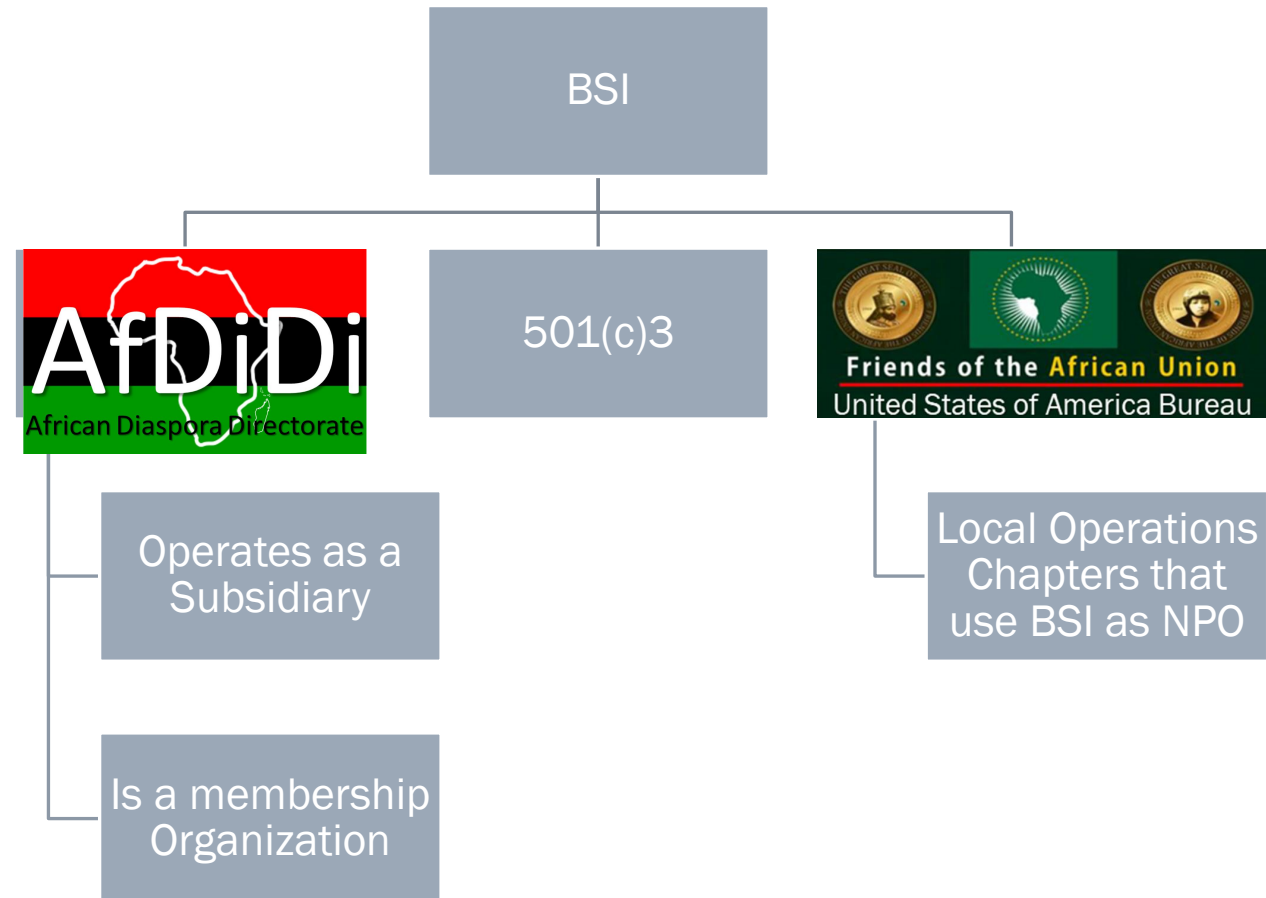 BSI
AfDiDi
African Diaspora Directorate
501(c)3
Friends of the African Union
United States of America Bureau
Operates as a
Subsidiary
Local Operations
Chapters that
use BSI as NPO
Is a membership
Organization